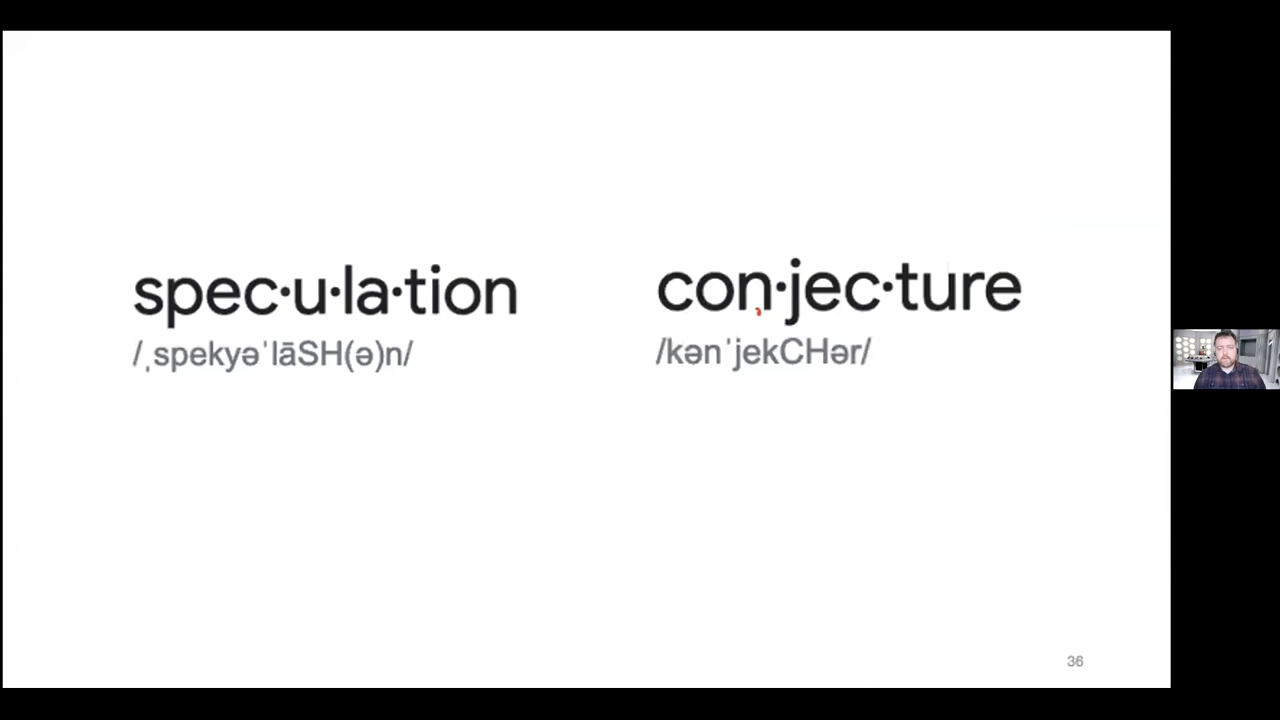 spec·u·la·tion
/ˌspekyəˈlāSH(ə)n/
con·jec·ture
/kənˈjekCHər/
36